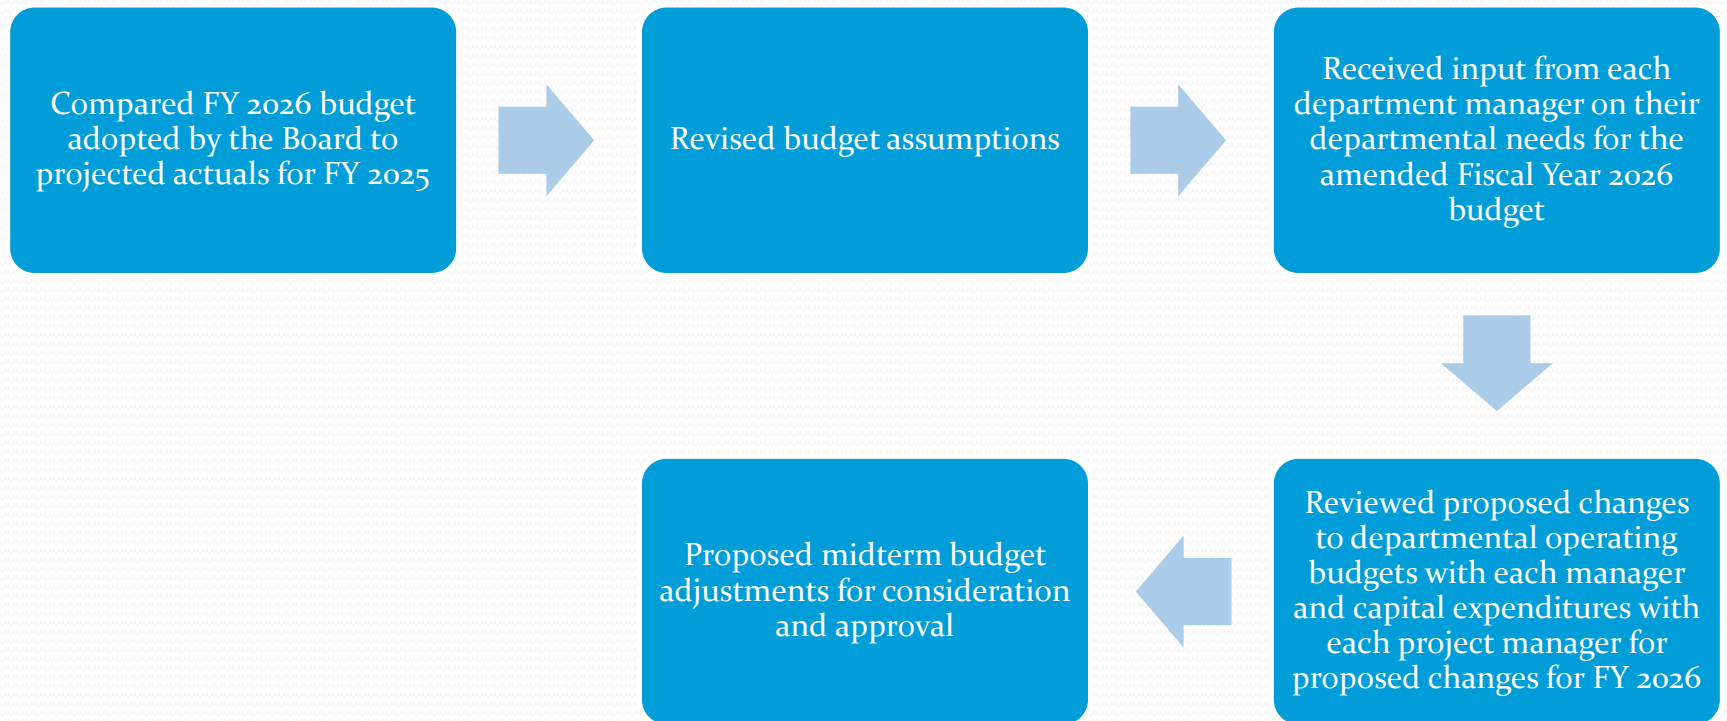 Compared FY 2026 budget
adopted by the Board to
projected actuals for FY 2025
Revised budget assumptions
Received input from each
department manager on their
departmental needs for the
amended Fiscal Year 2026
budget
Reviewed proposed changes
to departmental operating
budgets with each manager
and capital expenditures with
each project manager for
proposed changes for FY 2026
Proposed midterm budget
adjustments for consideration
and approval